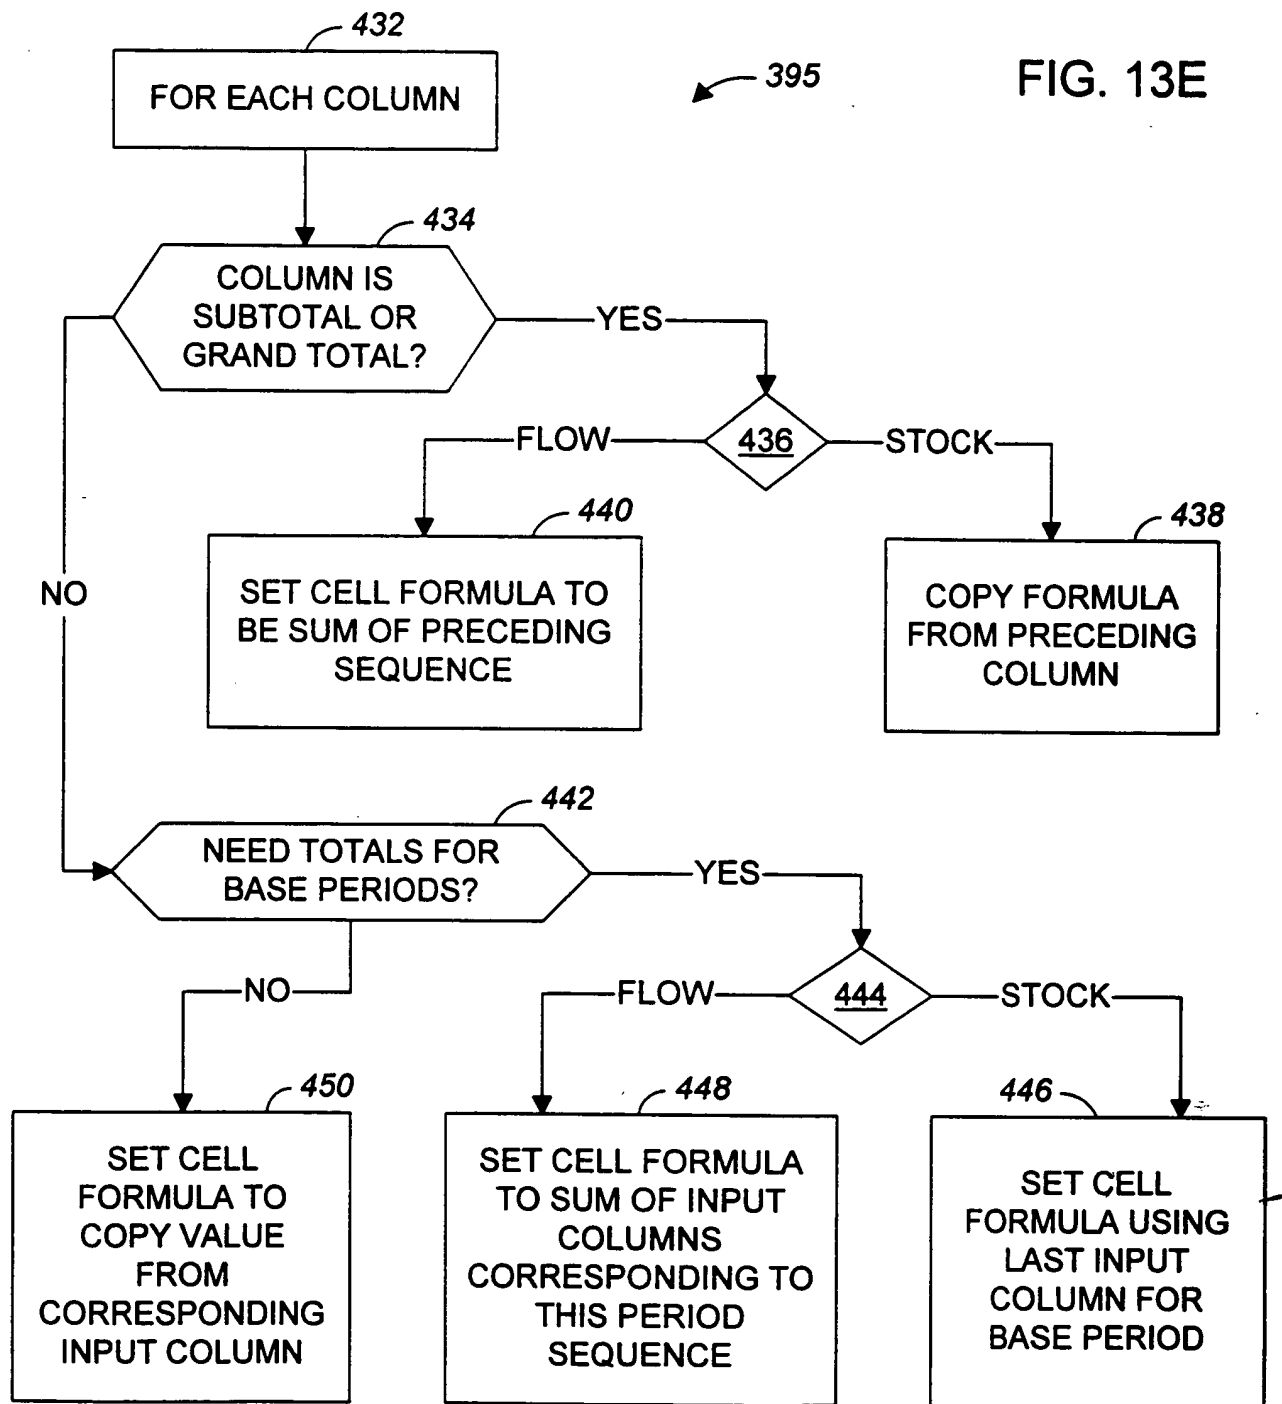 432
FOR EACH COLUMN
395
FIG. 13E
434
COLUMN IS
SUBTOTAL OR
GRAND TOTAL?
YES
436
FLOW
STOCK
440
SET CELL FORMULA TO
BE SUM OF PRECEDING
SEQUENCE
438
COPY FORMULA
FROM PRECEDING
COLUMN
NO
442
NEED TOTALS FOR
BASE PERIODS?
YES
444
NO
FLOW
STOCK
450
SET CELL
FORMULA TO
COPY VALUE
FROM
CORRESPONDING
INPUT COLUMN
448
SET CELL FORMULA
TO SUM OF INPUT
COLUMNS
CORRESPONDING TO
THIS PERIOD
SEQUENCE
446
SET CELL
FORMULA USING
LAST INPUT
COLUMN FOR
BASE PERIOD